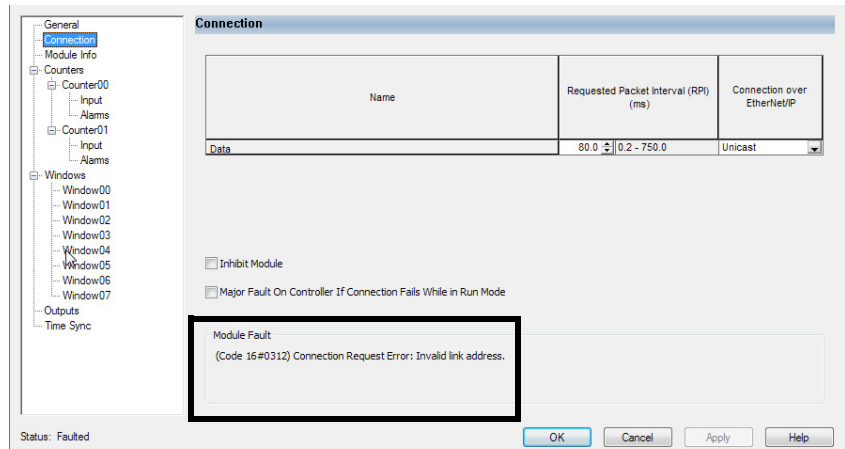 General
Connection
Module Info
Counters
Counter00
Input
Alarms
Counter01
Input
Alarms
Windows
Window00
Window01
Window02
Window03
Window04
Window05
Window06
Window07
Outputs
Time Sync
Status: Faulted
Connection
Name
Requested Packet Interval (RPI)
(ms)
Connection over
EtherNet/IP
Data
80.0
0.2 - 750.0
Unicast
Inhibit Module
Major Fault On Controller If Connection Fails While in Run Mode
Module Fault
(Code 16#0312) Connection Request Error: Invalid link address.
OK
Cancel
Apply
Help